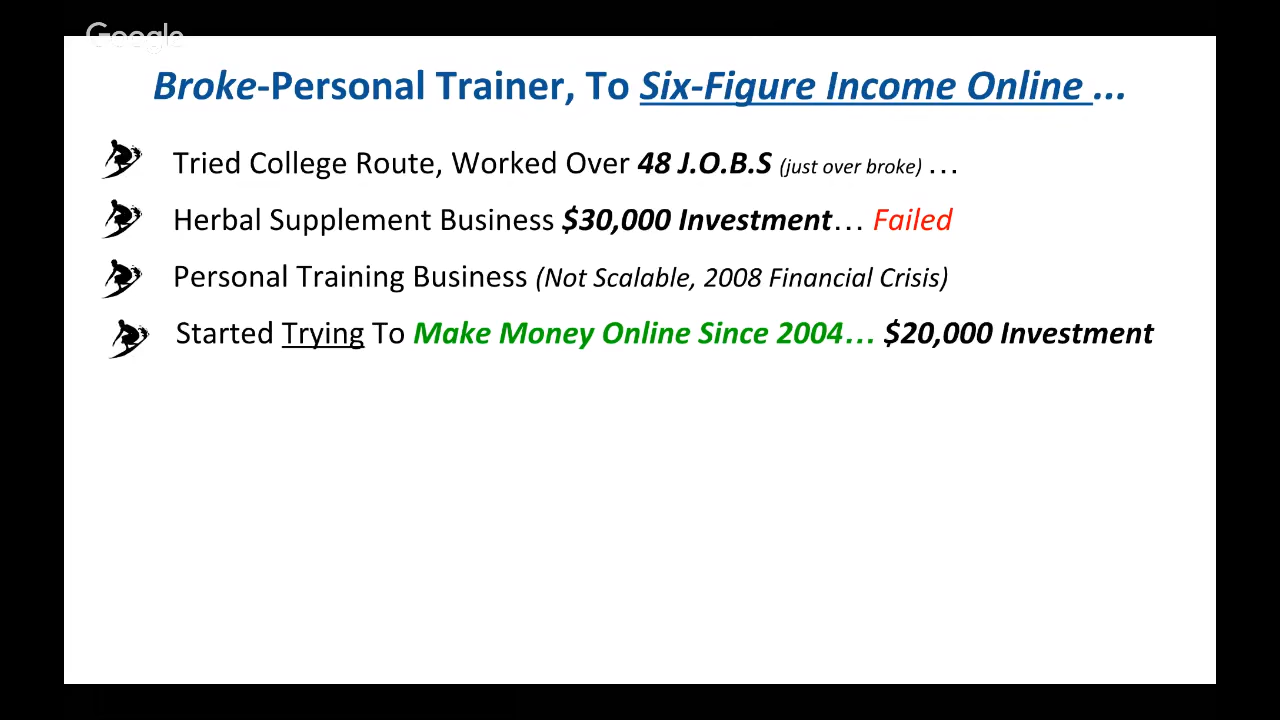 Google
Broke-Personal Trainer, To Six-Figure Income Online ...
Tried College Route, Worked Over 48 J.O.B.S (just over broke) ...
Herbal Supplement Business $30,000 Investment... Failed
Personal Training Business (Not Scalable, 2008 Financial Crisis)
Started Trying To Make Money Online Since 2004... $20,000 Investment